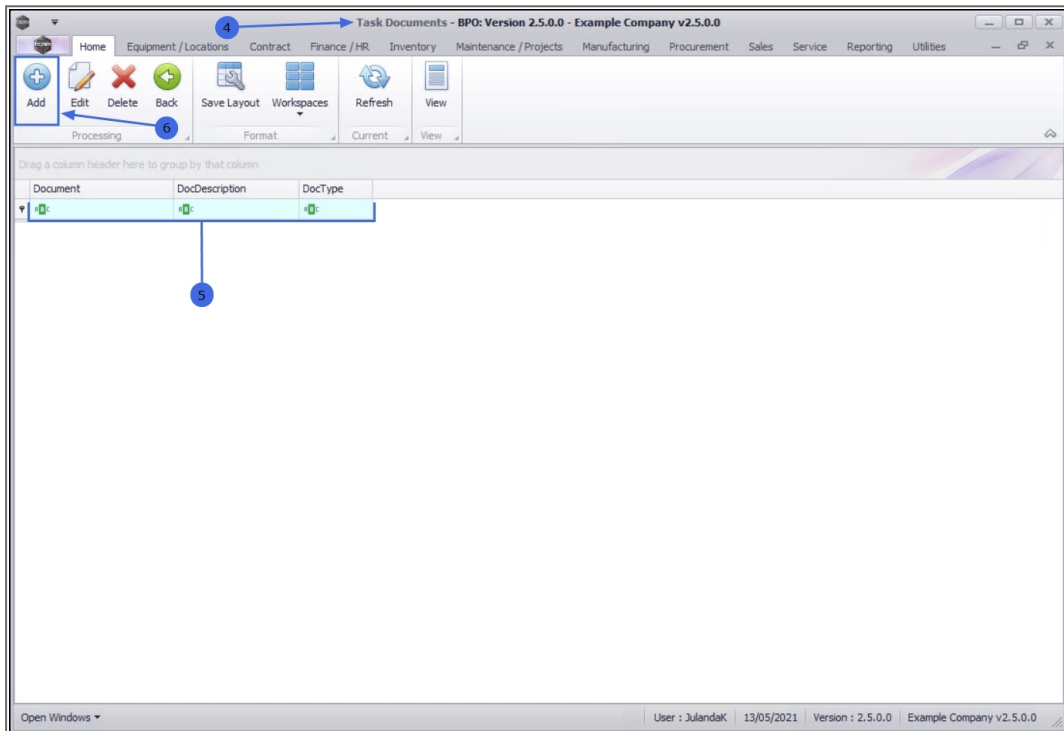 4
Task Documents - BPO: Version 2.5.0.0 - Example Company v2.5.0.0
Home Equipment / Locations Contract Finance / HR Inventory Maintenance / Projects Manufacturing Procurement Sales Service Reporting Utilities
Add Edit Delete Back Save Layout Workspaces Refresh View
6
Processing Format Current View
Drag a column header here to group by that column
Document DocDescription DocType
ABC ABC ABC
5
Open Windows User : JulandaK 13/05/2021 Version : 2.5.0.0 Example Company v2.5.0.0